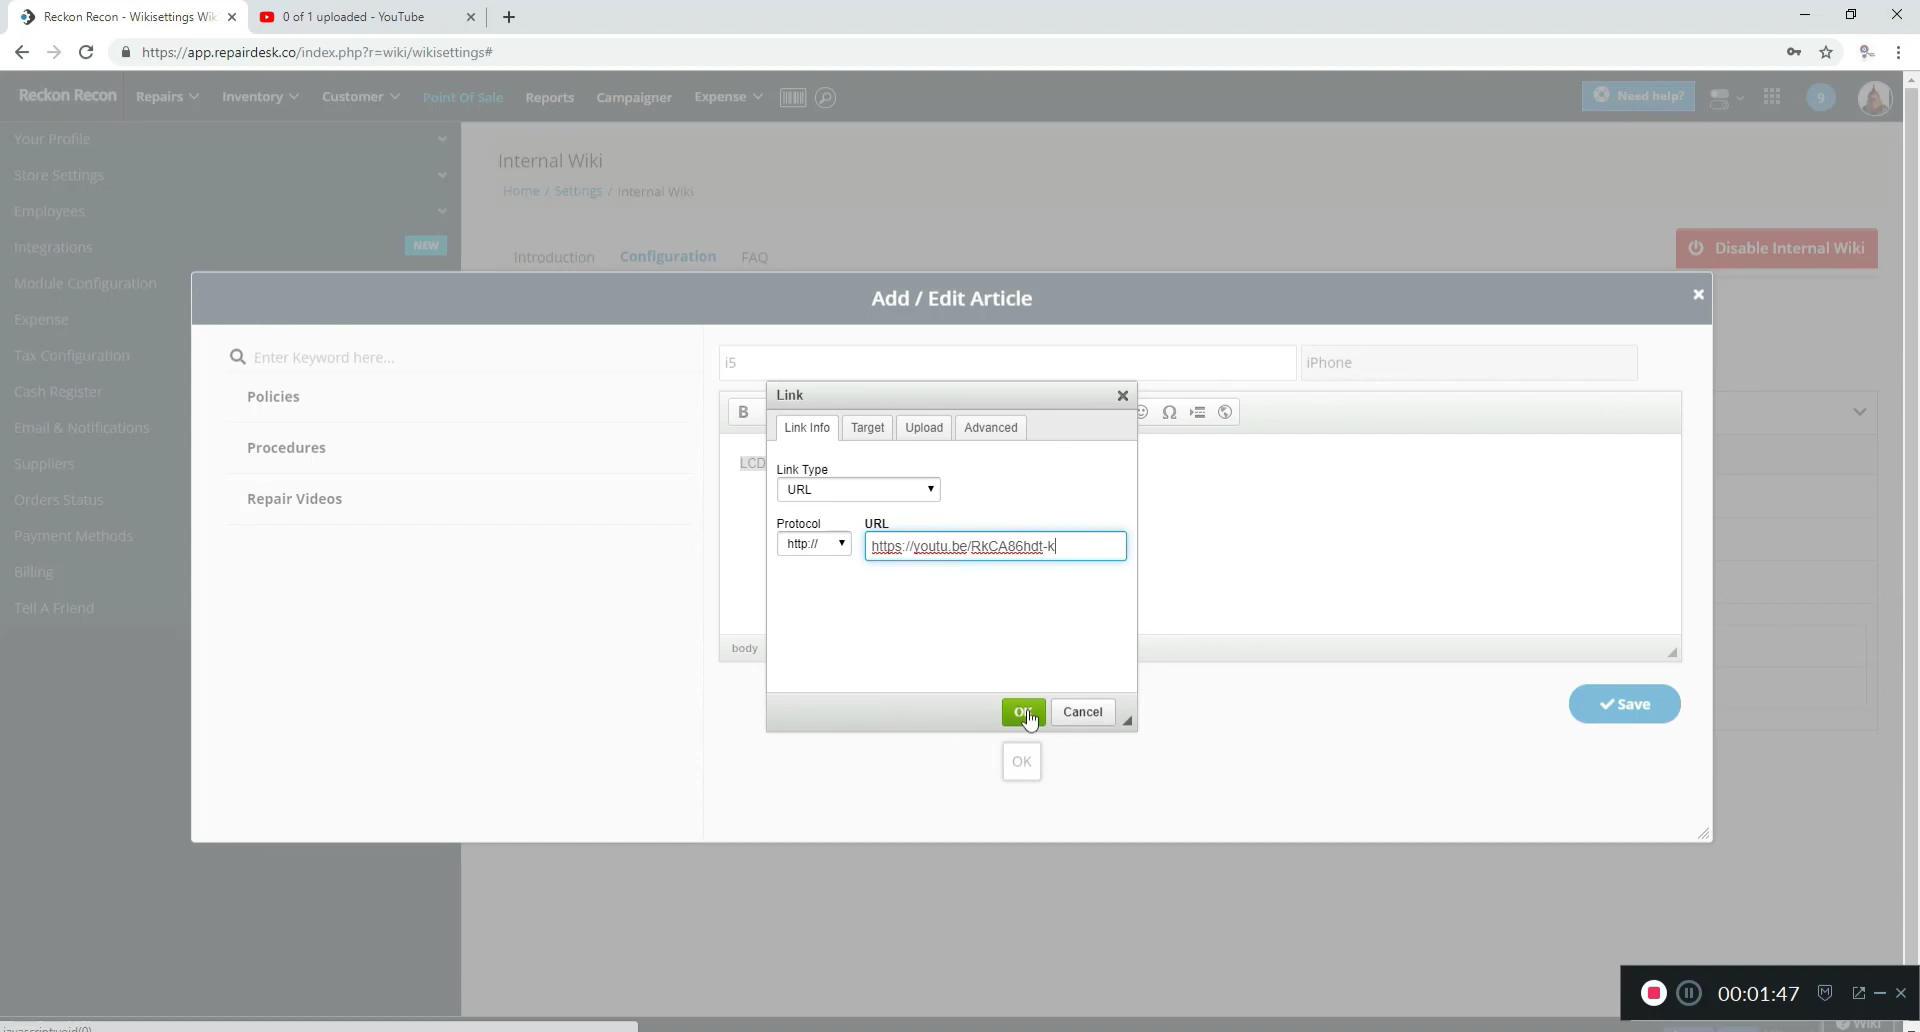 Reckon Recon - Wikisettings Wik
0 of 1 uploaded - YouTube
https://app.repairdesk.co/index.php?r=wiki/wikisettings#
Reckon Recon
Repairs
Inventory
Customer
Point Of Sale
Reports
Campaigner
Expense
Need help?
9
Your Profile
Store Settings
Employees
Integrations
NEW
Module Configuration
Expense
Tax Configuration
Cash Register
Email & Notifications
Suppliers
Orders Status
Payment Methods
Billing
Tell A Friend
Internal Wiki
Home / Settings / Internal Wiki
Introduction
Configuration
FAQ
Disable Internal Wiki
Add / Edit Article
Enter Keyword here...
Policies
Procedures
Repair Videos
i5
iPhone
B
Ω
LCD
body
Save
Link
Link Info
Target
Upload
Advanced
Link Type
URL
Protocol
URL
http://
https://youtu.be/RkCA86hdt-k
OK
Cancel
OK
00:01:47
javascript:void(0)
Wiki